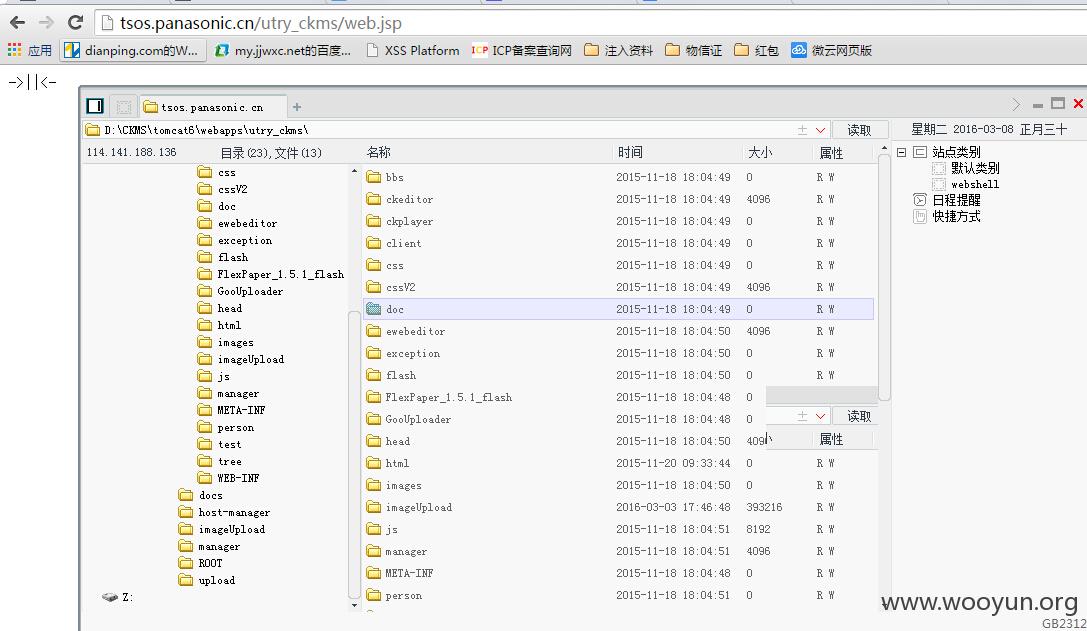 tsos.panasonic.cn/utry_ckms/web.jsp
应用 dianping.com的W... my.jjwxc.net的百度... XSS Platform ICP ICP备案查询网 注入资料 物信证 红包 微云网页版
->||<-
tsos.panasonic.cn +
D:\CKMS\tomcat6\webapps\utry_ckms\ 读取 星期二 2016-03-08 正月三十
114.141.188.136 目录(23),文件(13) 名称 时间 大小 属性
css
cssV2
doc
ewebeditor
exception
flash
FlexPaper_1.5.1_flash
GooUploader
head
html
images
imageUpload
js
manager
META-INF
person
test
tree
WEB-INF
docs
host-manager
imageUpload
manager
ROOT
upload
Z:
bbs 2015-11-18 18:04:49 0 R W
ckeditor 2015-11-18 18:04:49 4096 R W
ckplayer 2015-11-18 18:04:49 0 R W
client 2015-11-18 18:04:49 0 R W
css 2015-11-18 18:04:49 0 R W
cssV2 2015-11-18 18:04:49 4096 R W
doc 2015-11-18 18:04:49 0 R W
ewebeditor 2015-11-18 18:04:50 4096 R W
exception 2015-11-18 18:04:50 0 R W
flash 2015-11-18 18:04:50 0 R W
FlexPaper_1.5.1_flash 2015-11-18 18:04:48 0
GooUploader 2015-11-18 18:04:48 0
读取
head 2015-11-18 18:04:50
属性
html 2015-11-20 09:33:44 0 R W
images 2015-11-18 18:04:50 0 R W
imageUpload 2016-03-03 17:46:48 393216 R W
js 2015-11-18 18:04:51 8192 R W
manager 2015-11-18 18:04:51 4096 R W
META-INF 2015-11-18 18:04:48 0 R W
person 2015-11-18 18:04:51 0 R W
站点类别
默认类别
webshell
日程提醒
快捷方式
www.wooyun.org
GB2312